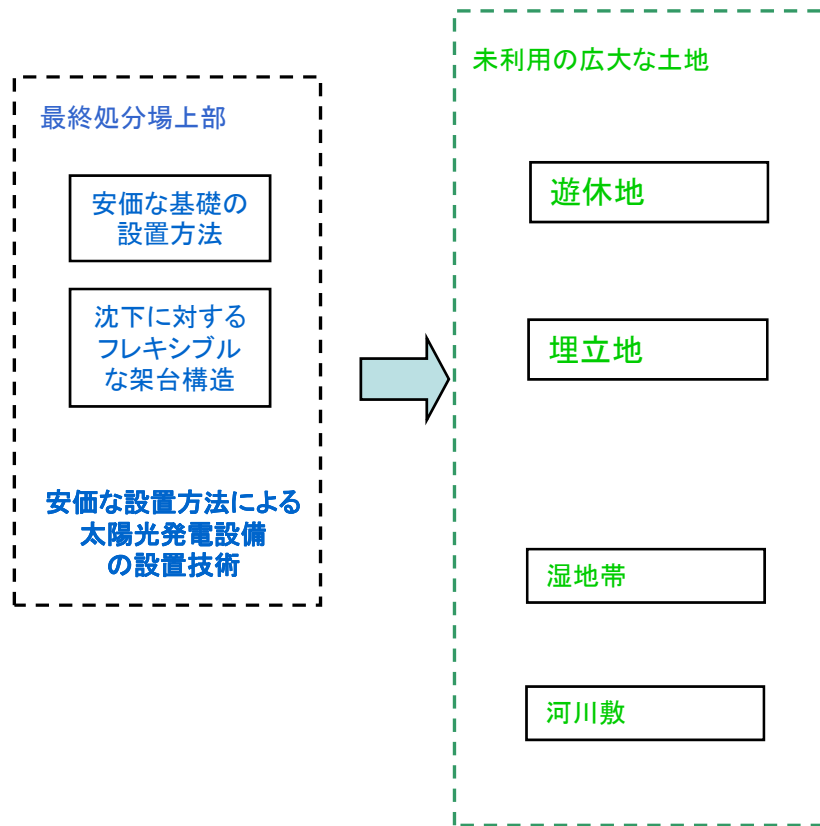 最終処分場上部
安価な基礎の
設置方法
沈下に対する
フレキシブル
な架台構造
安価な設置方法による
太陽光発電設備
の設置技術
未利用の広大な土地
遊休地
埋立地
湿地帯
河川敷